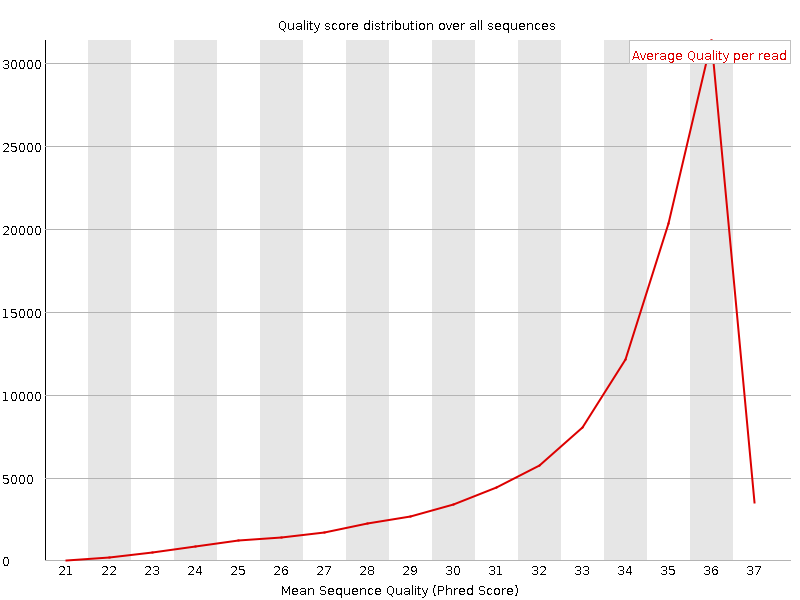 Quality score distribution over all sequences
Average Quality per read
30000
25000
20000
15000
10000
5000
0
21 22 23 24 25 26 27 28 29 30 31 32 33 34 35 36 37
Mean Sequence Quality (Phred Score)